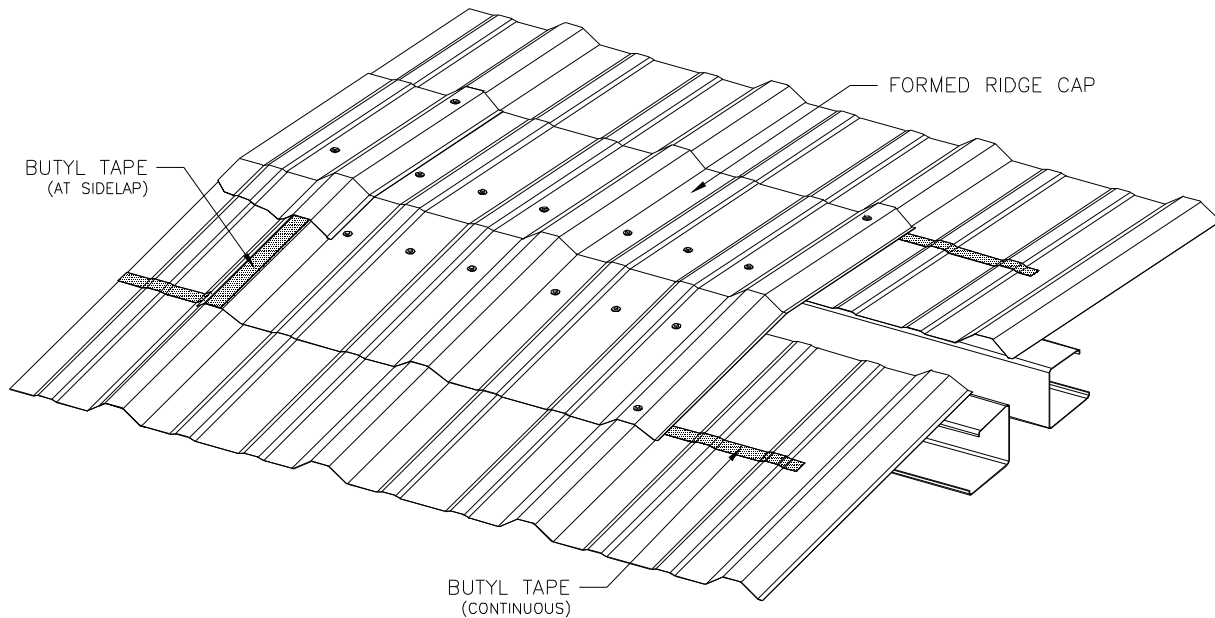 FORMED RIDGE CAP
BUTYL TAPE
(AT SIDELAP)
BUTYL TAPE
(CONTINUOUS)